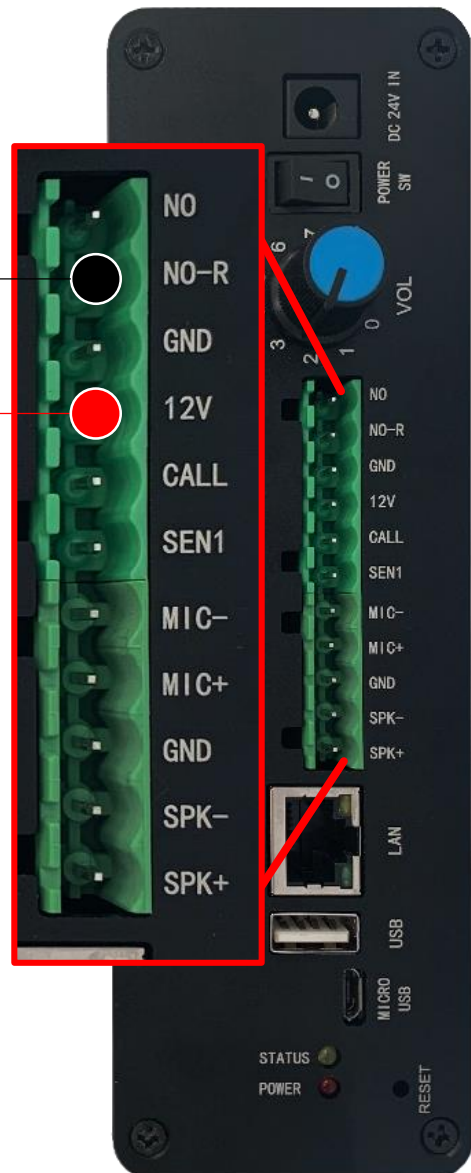 DC 24V IN
POWER
SW
I O
7
6
3
2
1
0
VOL
NO
NO-R
GND
12V
CALL
SEN1
MIC-
MIC+
GND
SPK-
SPK+
NO
NO-R
GND
12V
CALL
SEN1
MIC-
MIC+
GND
SPK-
SPK+
LAN
USB
MICRO
USB
STATUS
POWER
RESET